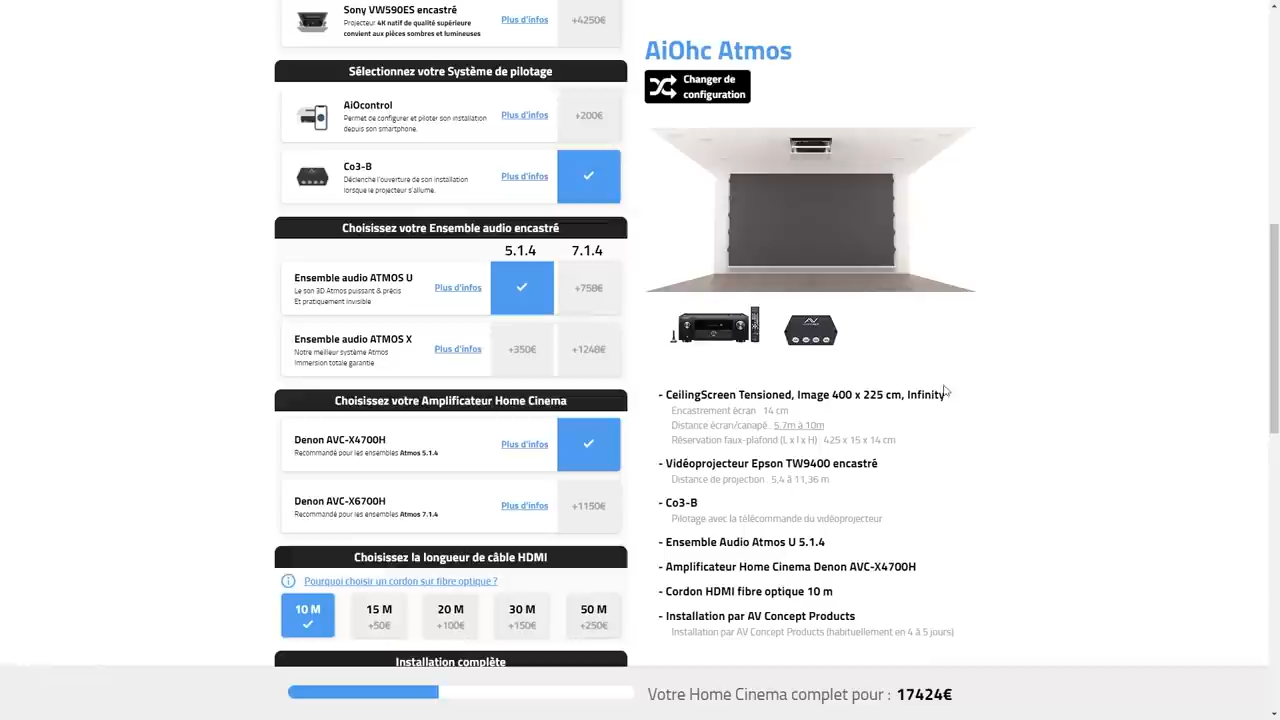 Sony VW590ES encastré
Projecteur 4K natif de qualité supérieure
convient aux pièces sombres et lumineuses
Plus d'infos
+4250€
Sélectionnez votre Système de pilotage
AiOcontrol
Permet de configurer et piloter son installation
depuis son smartphone.
Plus d'infos
+200€
Co3-B
Déclenche l'ouverture de son installation
lorsque le projecteur s'allume.
Plus d'infos
Choisissez votre Ensemble audio encastré
5.1.4 7.1.4
Ensemble audio ATMOS U
Le son 3D Atmos puissant & précis
Et pratiquement invisible
Plus d'infos
+758€
Ensemble audio ATMOS X
Notre meilleur système Atmos
Immersion totale garantie
Plus d'infos
+350€ +1248€
Choisissez votre Amplificateur Home Cinema
Denon AVC-X4700H
Recommandé pour les ensembles Atmos 5.1.4
Plus d'infos
Denon AVC-X6700H
Recommandé pour les ensembles Atmos 7.1.4
Plus d'infos
+1150€
Choisissez la longueur de câble HDMI
Pourquoi choisir un cordon sur fibre optique ?
10 M 15 M 20 M 30 M 50 M
+50€ +100€ +150€ +250€
Installation complète
AiOhc Atmos
Changer de
configuration
- CeilingScreen Tensioned, Image 400 x 225 cm, Infinity
Encastrement écran : 14 cm
Distance écran/canapé : 5.7m à 10m
Réservation faux-plafond (L x l x H) : 425 x 15 x 14 cm
- Vidéoprojecteur Epson TW9400 encastré
Distance de projection : 5,4 à 11,36 m
- Co3-B
Pilotage avec la télécommande du vidéoprojecteur
- Ensemble Audio Atmos U 5.1.4
- Amplificateur Home Cinema Denon AVC-X4700H
- Cordon HDMI fibre optique 10 m
- Installation par AV Concept Products
Installation par AV Concept Products (habituellement en 4 à 5 jours)
Votre Home Cinema complet pour : 17424€